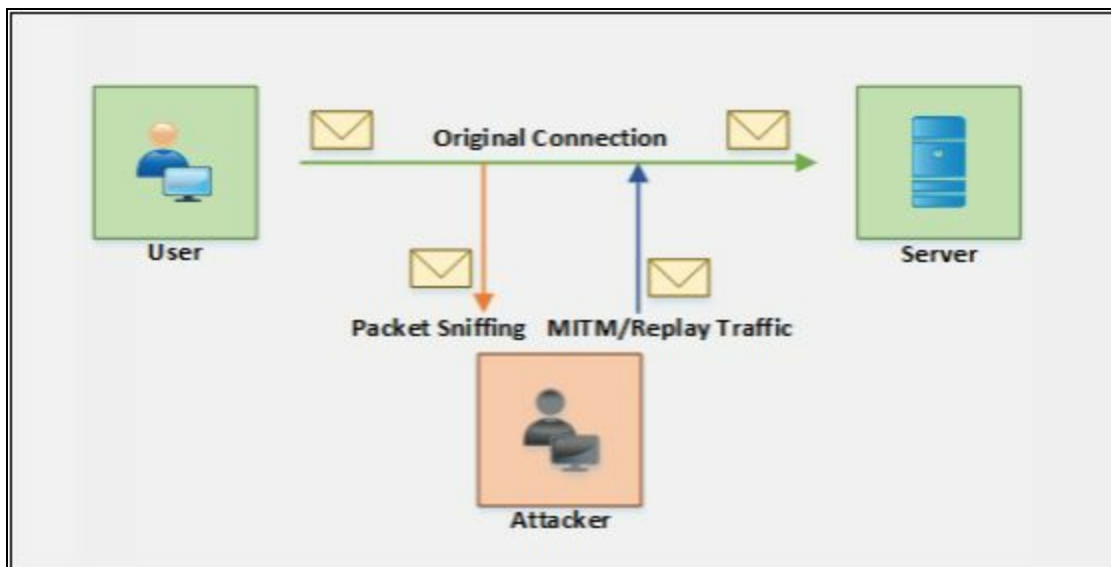 Original Connection
User
Server
Packet Sniffing
MITM/Replay Traffic
Attacker